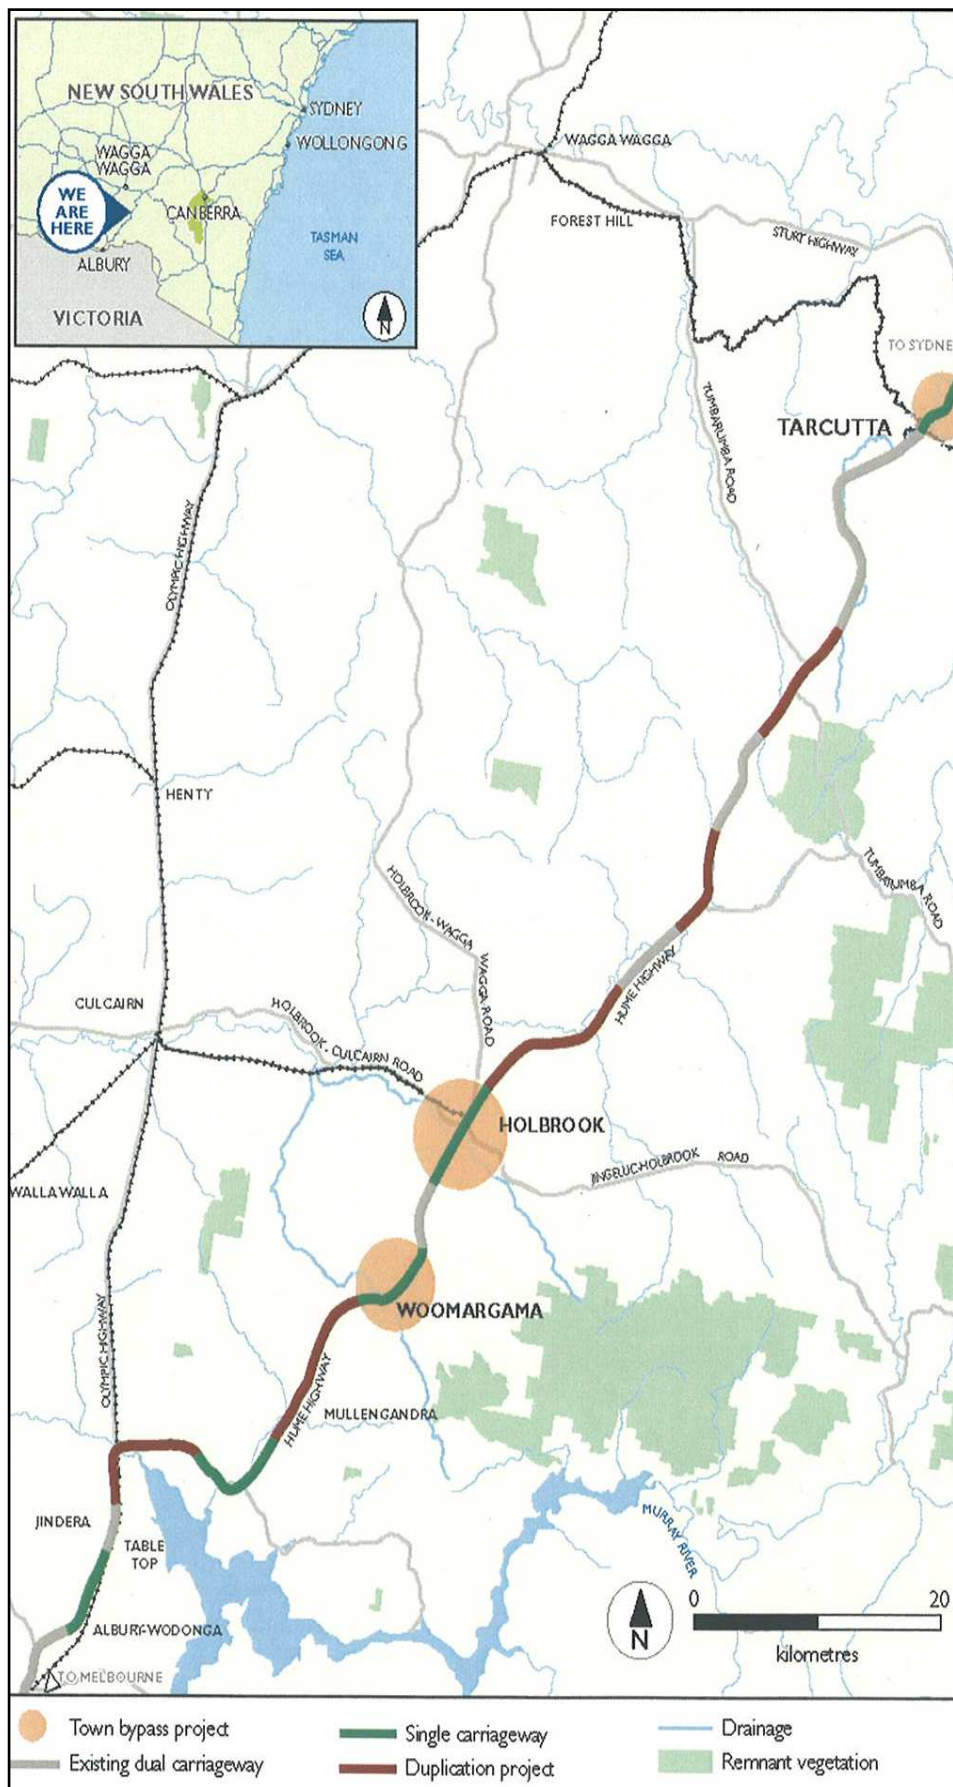 NEW SOUTH WALES
SYDNEY
WOLLONGONG
WAGGA
WAGGA
WE
ARE
HERE
CANBERRA
TASMAN
SEA
ALBURY
VICTORIA
N
WAGGA WAGGA
FOREST HILL
STURT HIGHWAY
TO SYDNE
TARCUTTA
TUMBARUMBA ROAD
OLYMPIC HIGHWAY
HENTY
TUMBATUMBA ROAD
HOLBROOK - WAGGA
WAGGA ROAD
HUME HIGHWAY
CULCAIRN
HOLBROOK - CULCAIRN ROAD
HOLBROOK
JINGELUC-HOLBROOK ROAD
WALLA WALLA
WOOMARGAMA
OLYMPIC HIGHWAY
HUME HIGHWAY
MULLENGANDRA
JINDERA
TABLE
TOP
MURRAY RIVER
ALBURY-WODONGA
TO MELBOURNE
N
0 20
kilometres
Town bypass project
Single carriageway
Drainage
Existing dual carriageway
Duplication project
Remnant vegetation